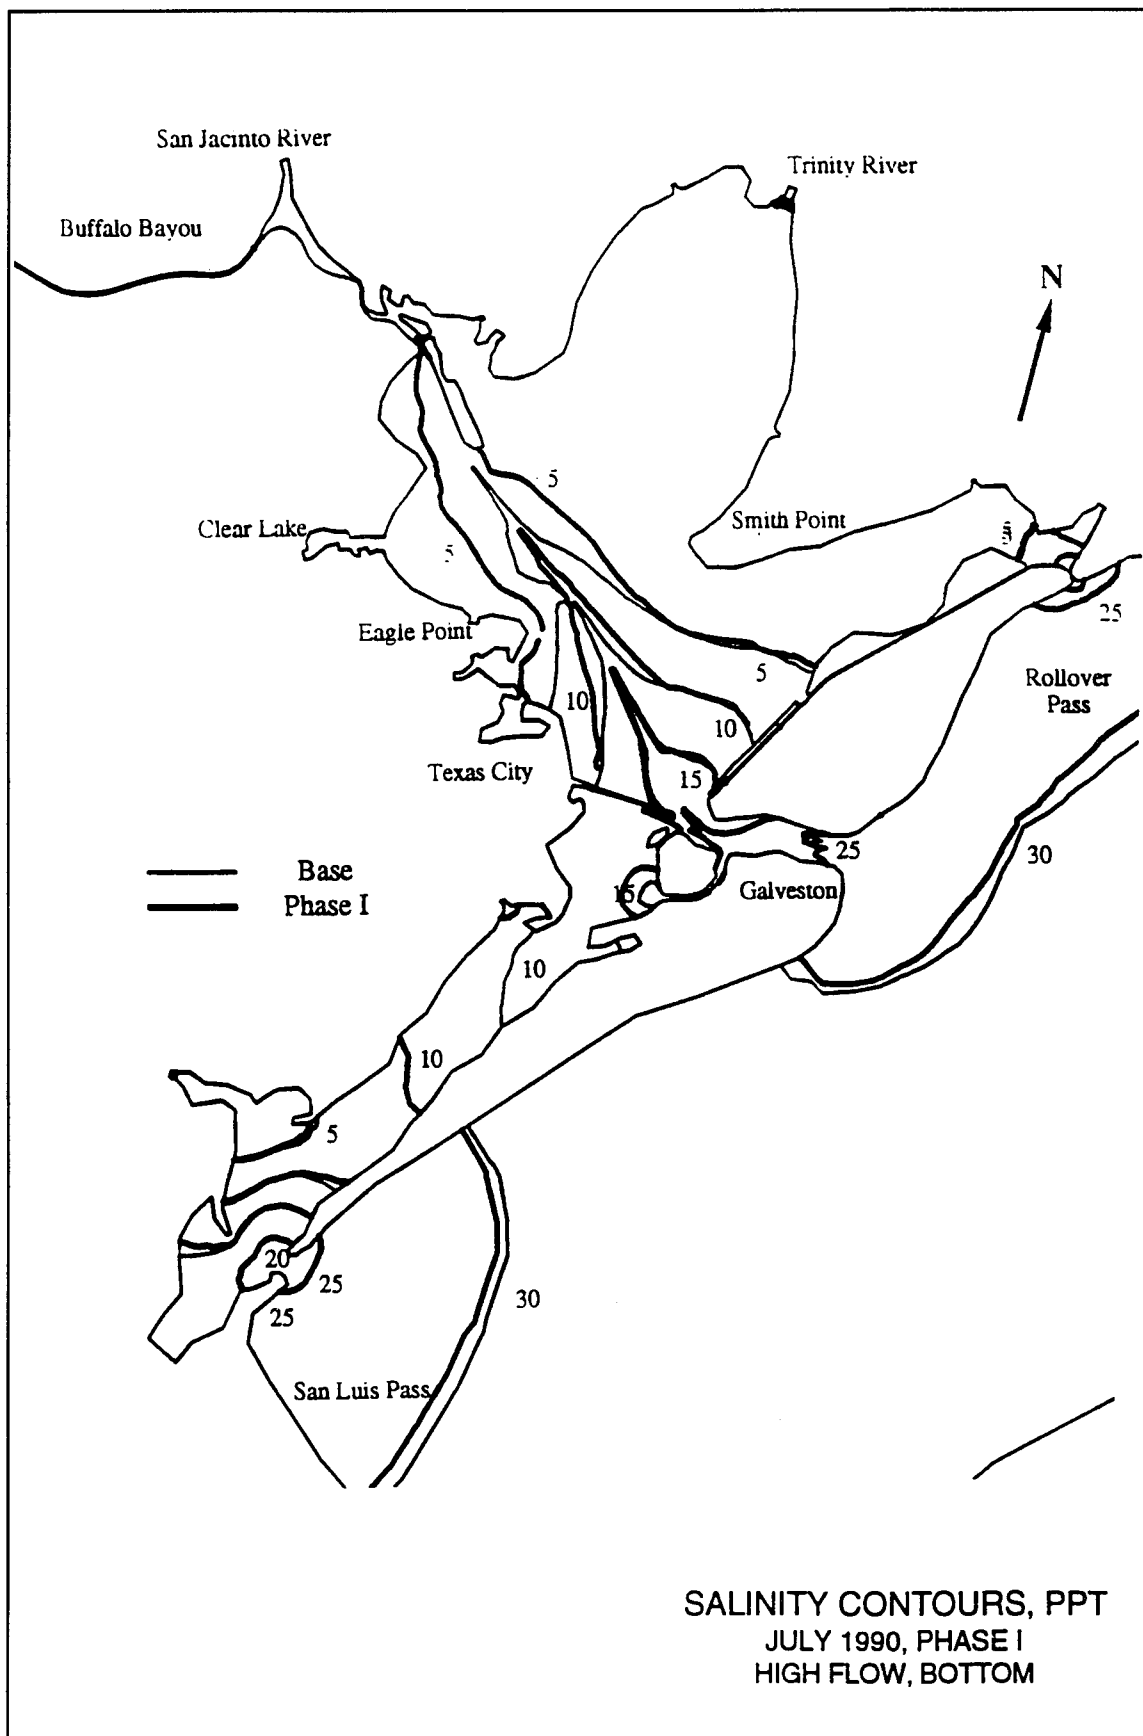 San Jacinto River
Trinity River
Buffalo Bayou
N
5
Smith Point
Clear Lake
5
5
25
Eagle Point
5
Rollover
Pass
10
10
Texas City
15
25
30
Base
Galveston
15
Phase I
10
10
5
20
25
25
30
San Luis Pass
SALINITY CONTOURS, PPT
JULY 1990, PHASE I
HIGH FLOW, BOTTOM